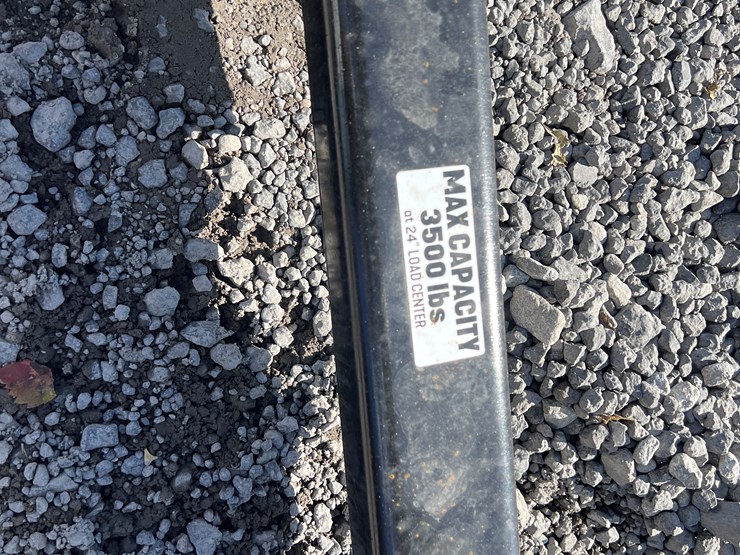 MAX CAPACITY
3500 lbs
at 24" LOAD CENTER